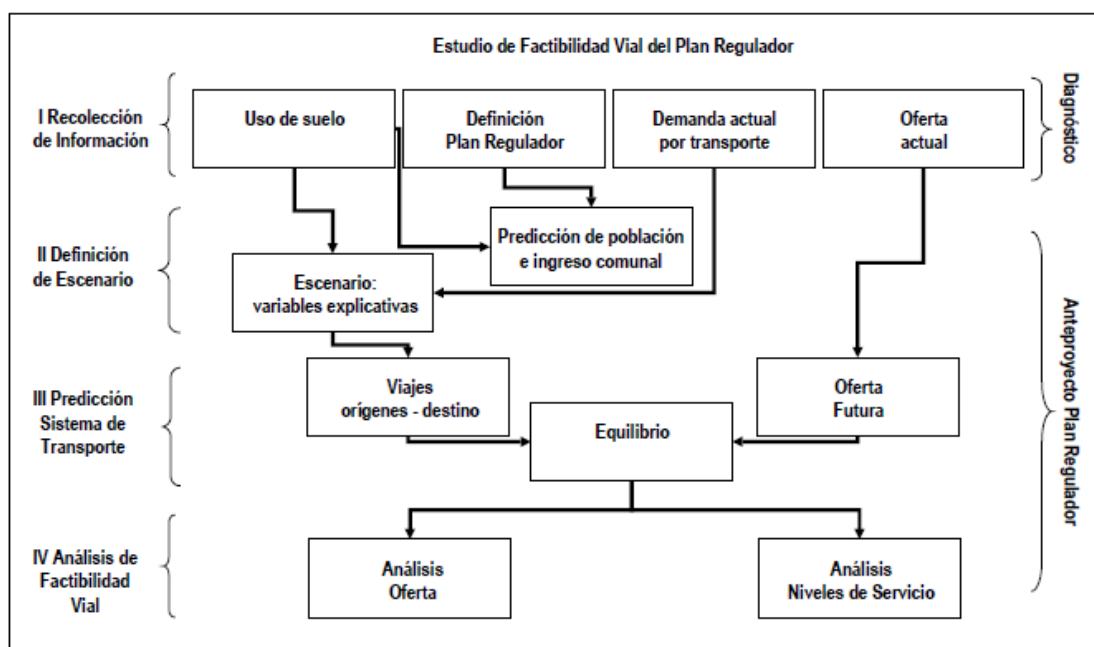 Estudio de Factibilidad Vial del Plan Regulador
I Recolección
de Información
Uso de suelo
Definición
Plan Regulador
Demanda actual
por transporte
Oferta
actual
Diagnóstico
II Definición
de Escenario
Predicción de población
e ingreso comunal
Escenario:
variables explicativas
III Predicción
Sistema de
Transporte
Viajes
orígenes - destino
Equilibrio
Oferta
Futura
Anteproyecto Plan Regulador
IV Análisis de
Factibilidad
Vial
Análisis
Oferta
Análisis
Niveles de Servicio